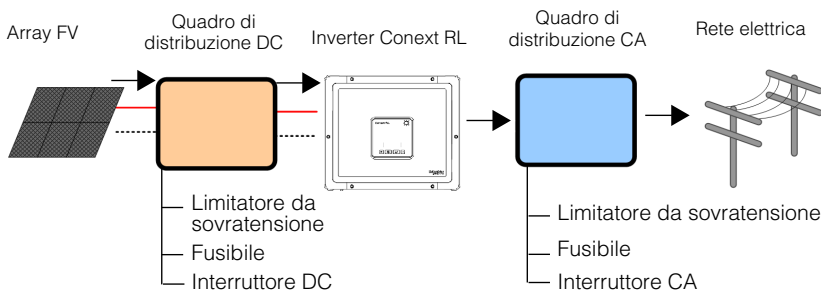 Array FV
Quadro di
distribuzione DC
Inverter Conext RL
Quadro di
distribuzione CA
Rete elettrica
Limitatore da
sovratensione
Fusibile
Interruttore DC
Limitatore da sovratensione
Fusibile
Interruttore CA